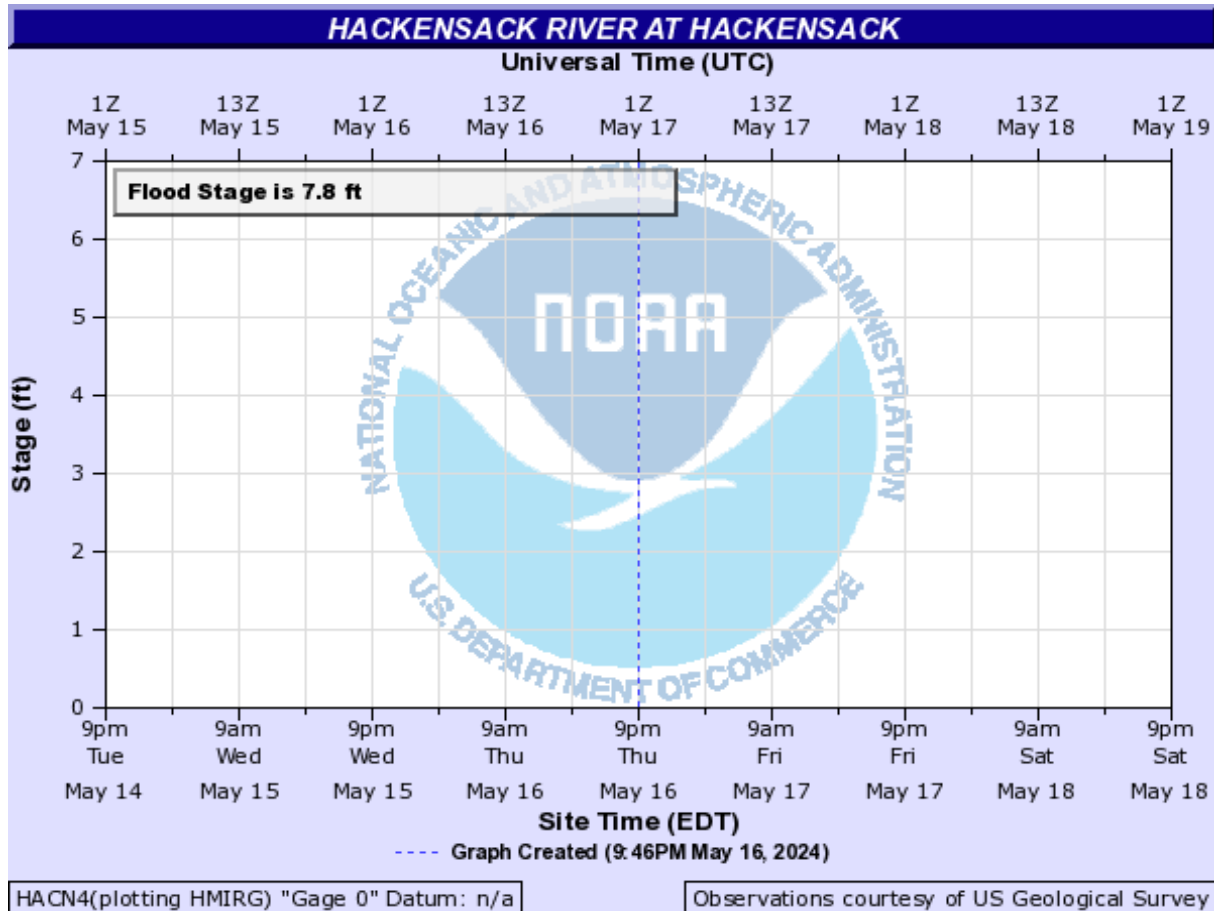 HACKENSACK RIVER AT HACKENSACK
Universal Time (UTC)
1Z 13Z 1Z 13Z 1Z 13Z 1Z 13Z 1Z
May 15 May 15 May 16 May 16 May 17 May 17 May 18 May 18 May 19
7
Flood Stage is 7.8 ft
6
5
4
3
2
1
0
Stage (ft)
NATIONAL OCEANIC AND ATMOSPHERIC ADMINISTRATION
NOAA
U.S. DEPARTMENT OF COMMERCE
9pm 9am 9pm 9am 9pm 9am 9pm 9am 9pm
Tue Wed Wed Thu Thu Fri Fri Sat Sat
May 14 May 15 May 15 May 16 May 16 May 17 May 17 May 18 May 18
Site Time (EDT)
---- Graph Created (9:46PM May 16, 2024)
HACN4(plotting HMIRG) "Gage 0" Datum: n/a
Observations courtesy of US Geological Survey